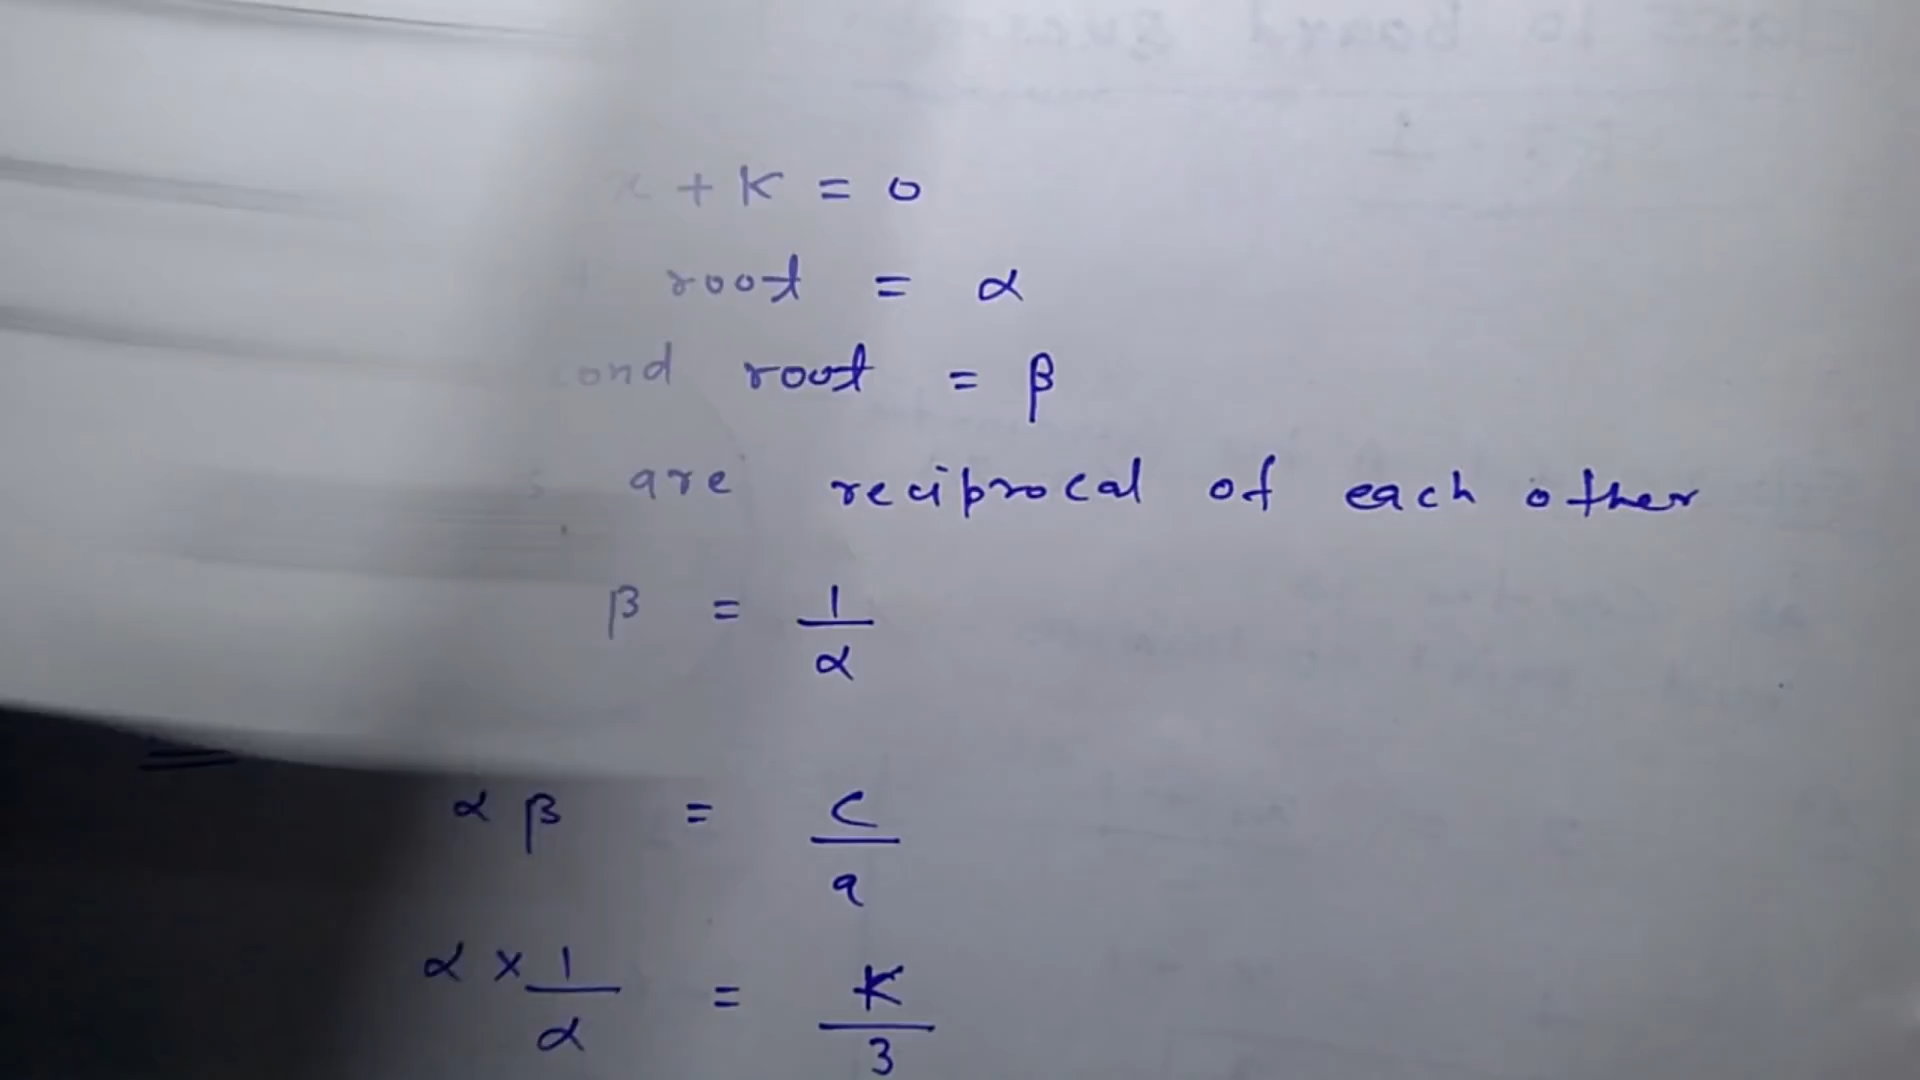 x + K = 0
root = α
ond root = β
s are reciprocal of each other
β = 1/α
αβ = c/a
α × 1/α = K/3